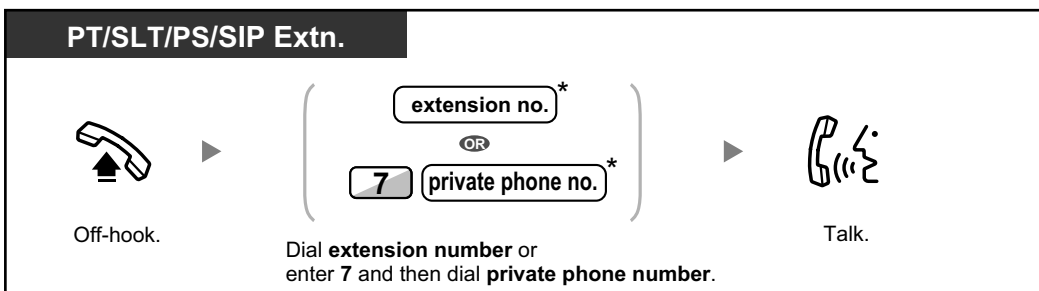 PT/SLT/PS/SIP Extn.
extension no.*
OR
7 private phone no.*
Off-hook.
Dial extension number or
enter 7 and then dial private phone number.
Talk.